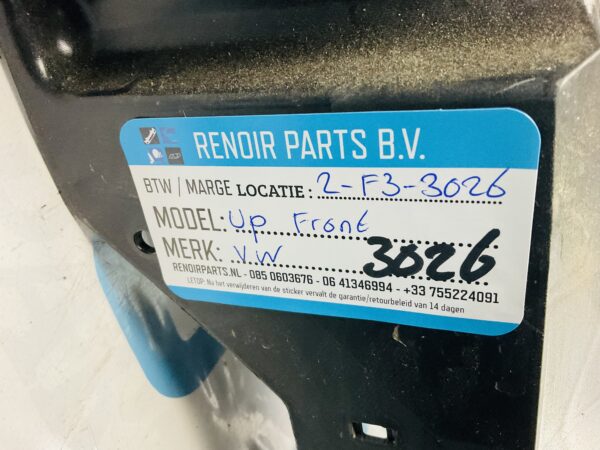 RENOIR PARTS B.V.
BTW / MARGE LOCATIE : 2-F3-3026
MODEL: Up Front
MERK: V.W 3026
RENOIRPARTS.NL - 085 0603676 - 06 41346994 - +33 755224091
LETOP: Na het verwijderen van de sticker vervalt de garantie/retourbeleid van 14 dagen